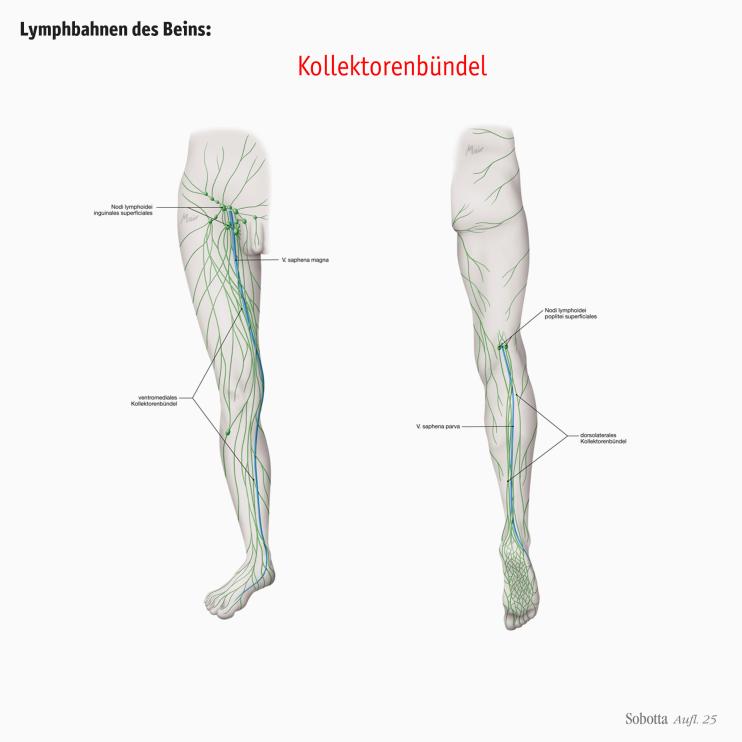 Lymphbahnen des Beins:
Kollektorenbündel
Nodi lymphoidei
inguinales superficiales
V. saphena magna
ventromediales
Kollektorenbündel
Nodi lymphoidei
poplitei superficiales
V. saphena parva
dorsolaterales
Kollektorenbündel
Sobotta Aufl. 25